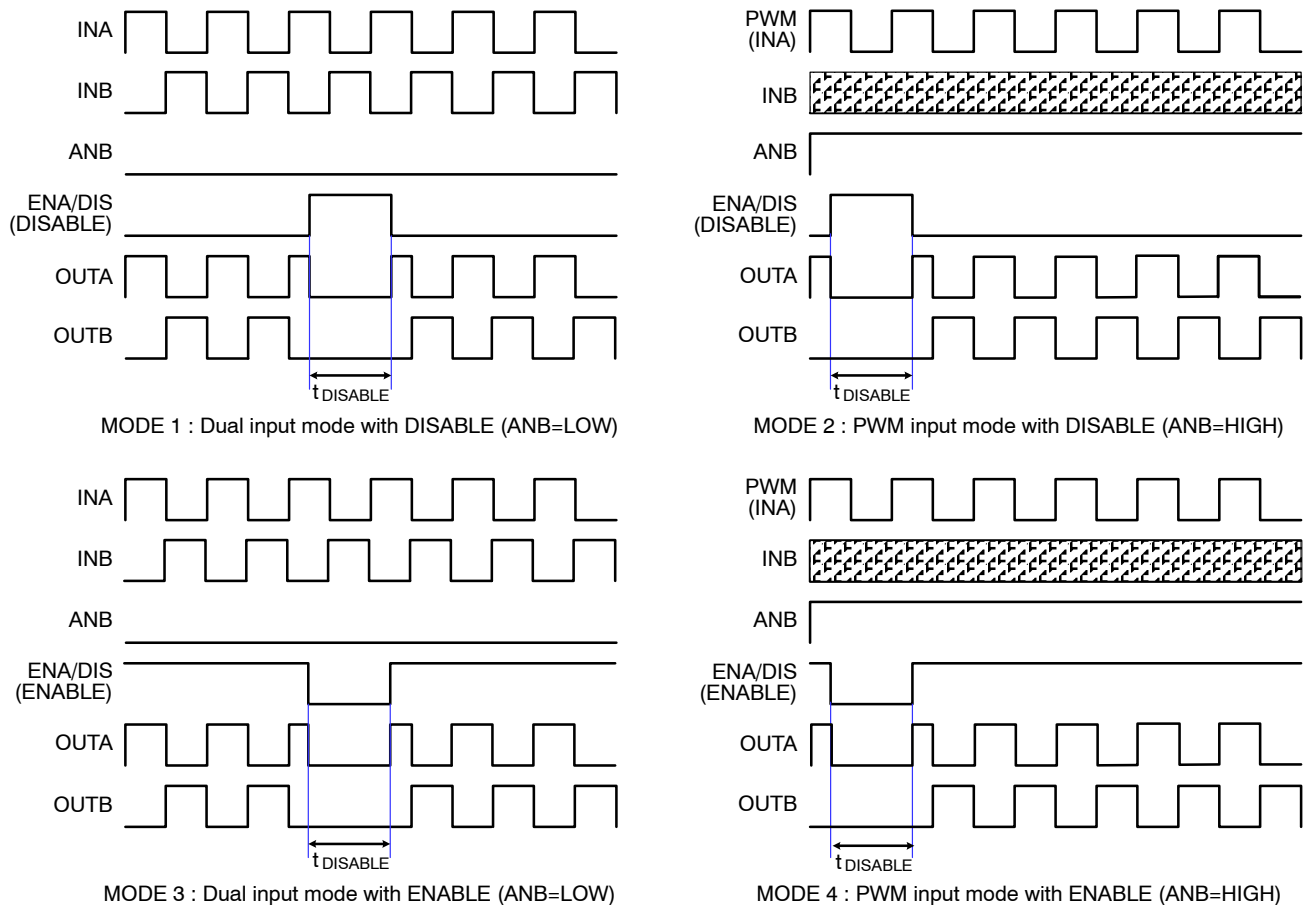 INA
INB
ANB
ENA/DIS
(DISABLE)
OUTA
OUTB
t DISABLE
MODE 1 : Dual input mode with DISABLE (ANB=LOW)
PWM
(INA)
INB
ANB
ENA/DIS
(DISABLE)
OUTA
OUTB
t DISABLE
MODE 2 : PWM input mode with DISABLE (ANB=HIGH)
INA
INB
ANB
ENA/DIS
(ENABLE)
OUTA
OUTB
t DISABLE
MODE 3 : Dual input mode with ENABLE (ANB=LOW)
PWM
(INA)
INB
ANB
ENA/DIS
(ENABLE)
OUTA
OUTB
t DISABLE
MODE 4 : PWM input mode with ENABLE (ANB=HIGH)